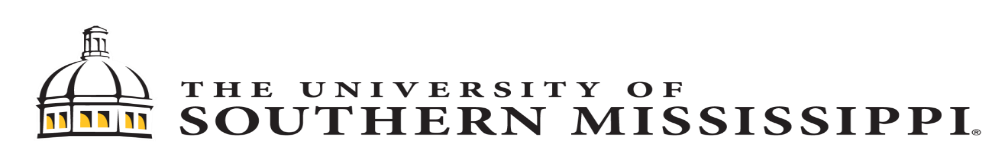 THE UNIVERSITY OF
SOUTHERN MISSISSIPPI®